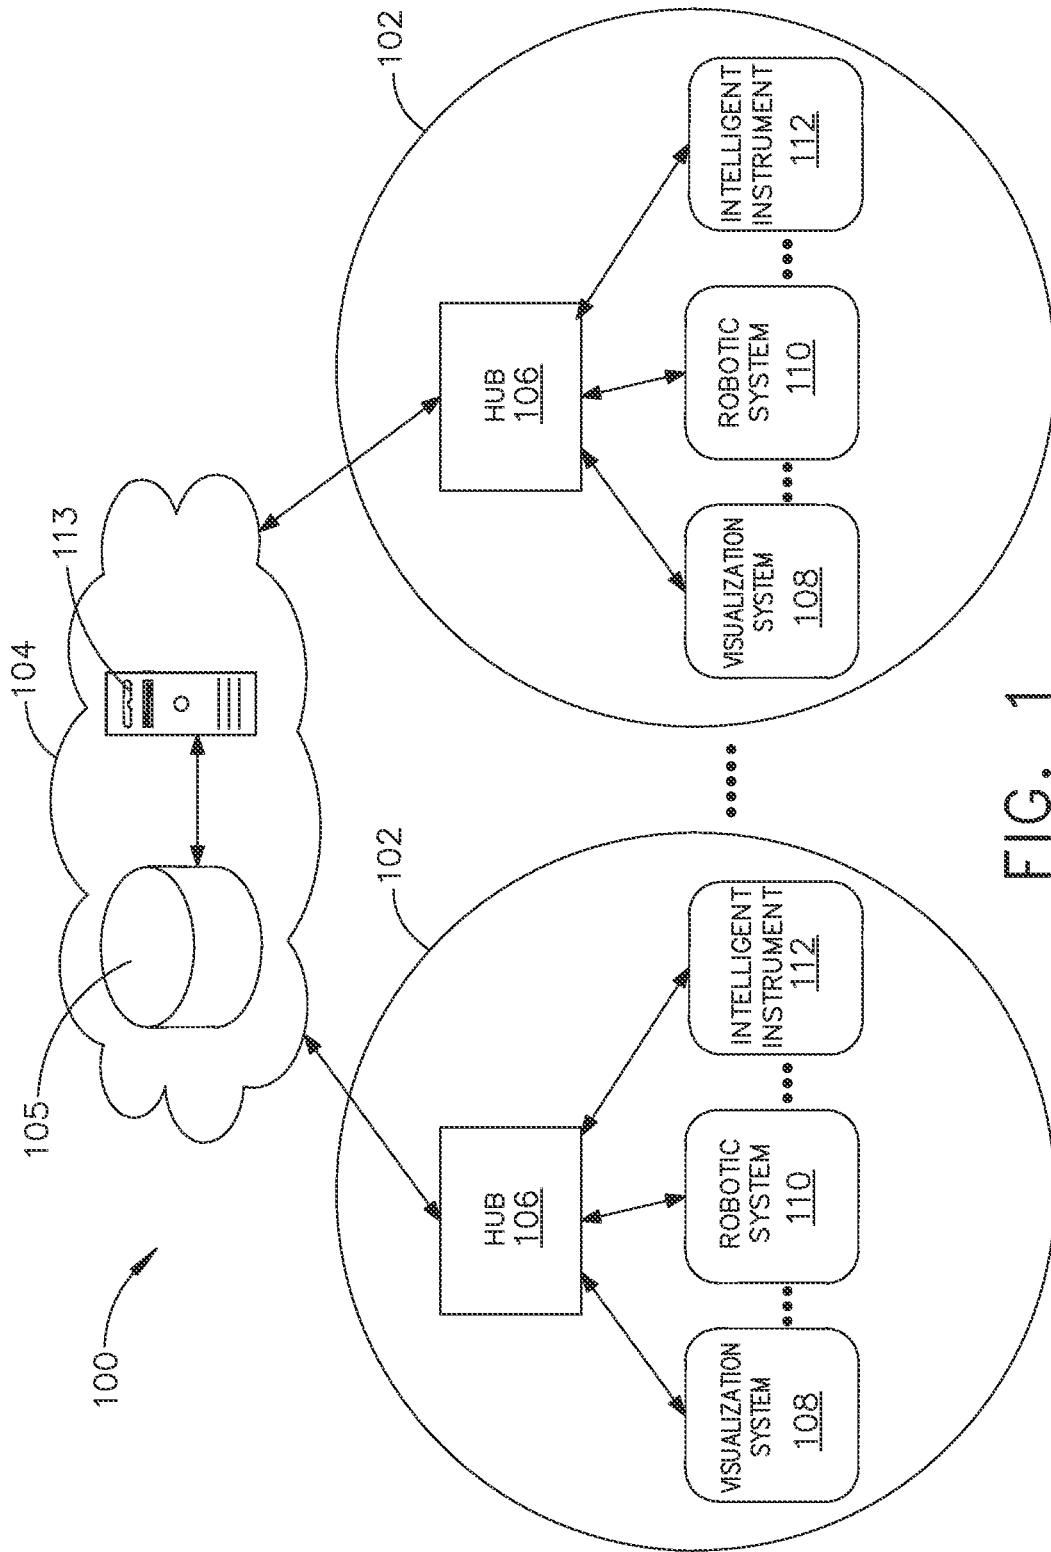 100
105
104
113
102
HUB
106
VISUALIZATION
SYSTEM
108
ROBOTIC
SYSTEM
110
INTELLIGENT
INSTRUMENT
112
102
HUB
106
VISUALIZATION
SYSTEM
108
ROBOTIC
SYSTEM
110
INTELLIGENT
INSTRUMENT
112
FIG. 1